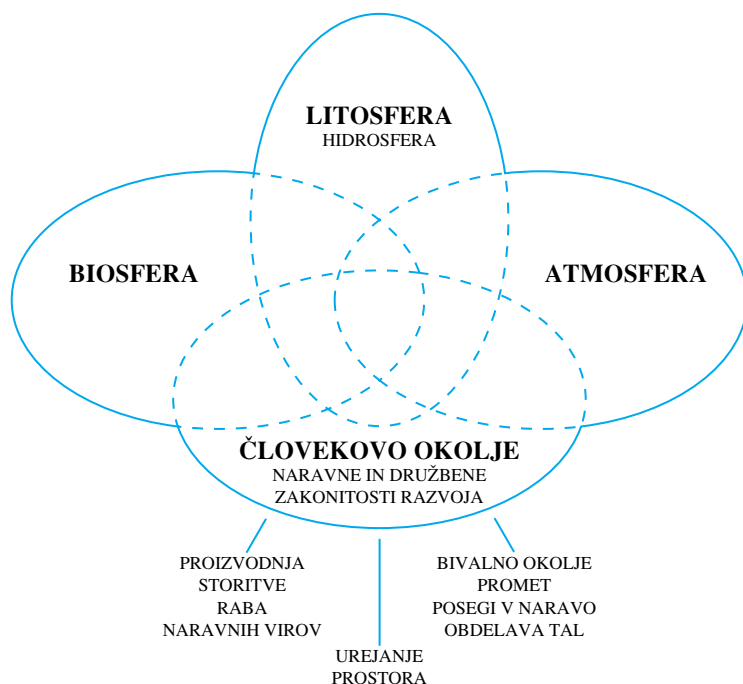 LITOSFERA
HIDROSFERA
BIOSFERA
ATMOSFERA
ČLOVEKOVO OKOLJE
NARAVNE IN DRUŽBENE
ZAKONITOSTI RAZVOJA
PROIZVODNJA
STORITVE
RABA
NARAVNIH VIROV
UREJANJE
PROSTORA
BIVALNO OKOLJE
PROMET
POSEGI V NARAVO
OBDELAVA TAL